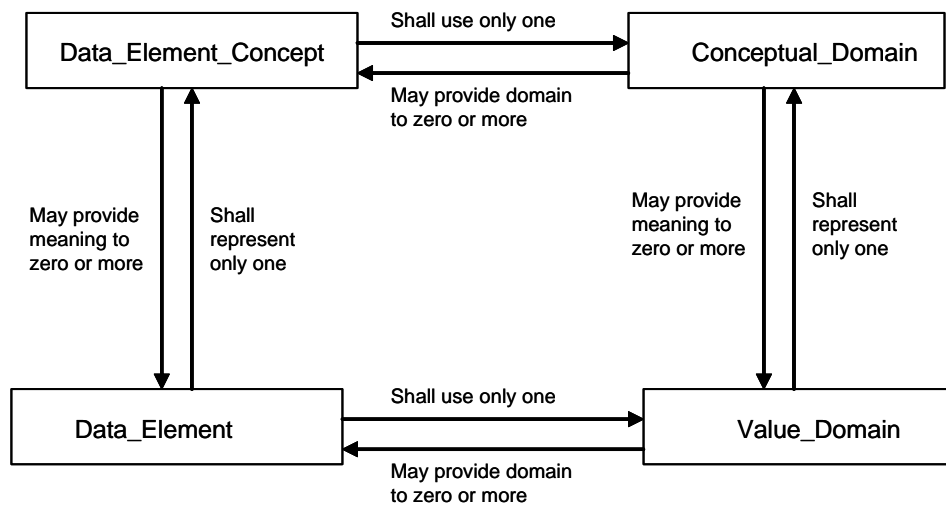 Shall use only one
Data_Element_Concept
Conceptual_Domain
May provide domain
to zero or more
May provide
meaning to
zero or more
Shall
represent
only one
May provide
meaning to
zero or more
Shall
represent
only one
Shall use only one
Data_Element
Value_Domain
May provide domain
to zero or more